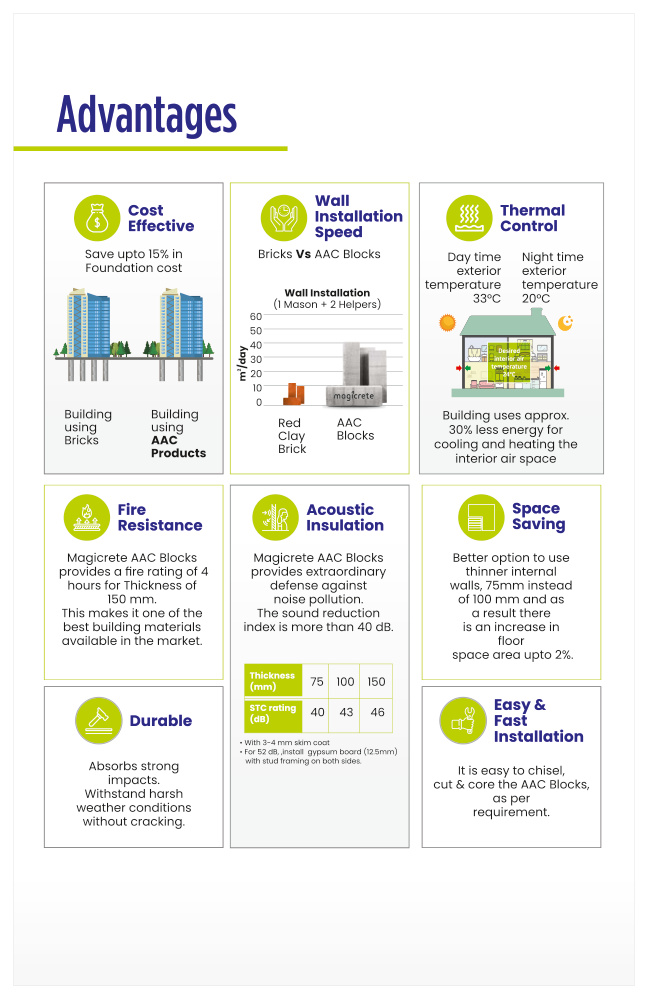 Advantages
Cost
Effective
Save upto 15% in
Foundation cost
Building
using
Bricks
Building
using
AAC
Products
Wall
Installation
Speed
Bricks Vs AAC Blocks
Wall Installation
(1 Mason + 2 Helpers)
m³/day
60
50
40
30
20
10
0
magicrete
Red
Clay
Brick
AAC
Blocks
Thermal
Control
Day time
exterior
temperature
33ºC
Night time
exterior
temperature
20ºC
Desired
interior air
temperature
24ºC
Building uses approx.
30% less energy for
cooling and heating the
interior air space
Fire
Resistance
Magicrete AAC Blocks
provides a fire rating of 4
hours for Thickness of
150 mm.
This makes it one of the
best building materials
available in the market.
Acoustic
Insulation
Magicrete AAC Blocks
provides extraordinary
defense against
noise pollution.
The sound reduction
index is more than 40 dB.
Thickness
(mm)
75
100
150
STC rating
(dB)
40
43
46
• With 3-4 mm skim coat
• For 52 dB, ,install gypsum board (12.5mm)
with stud framing on both sides.
Space
Saving
Better option to use
thinner internal
walls, 75mm instead
of 100 mm and as
a result there
is an increase in
floor
space area upto 2%.
Durable
Absorbs strong
impacts.
Withstand harsh
weather conditions
without cracking.
Easy &
Fast
Installation
It is easy to chisel,
cut & core the AAC Blocks,
as per
requirement.